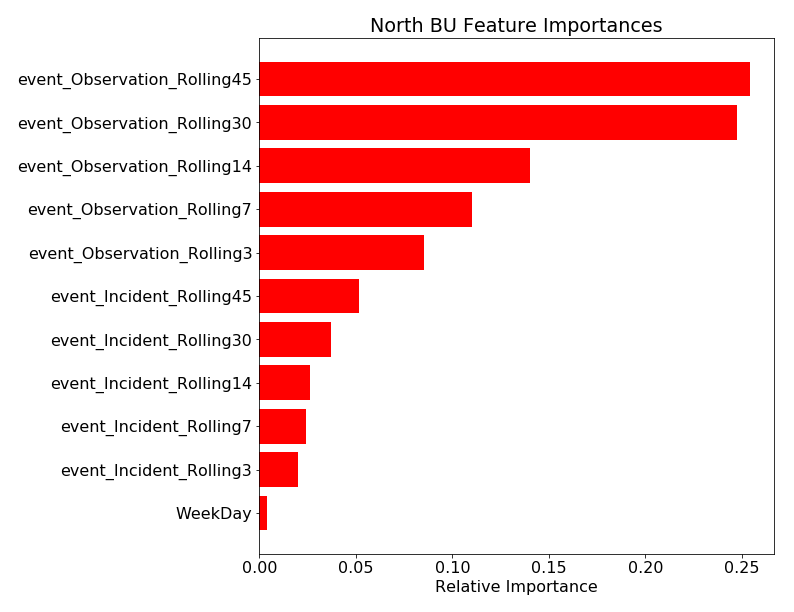 North BU Feature Importances
event_Observation_Rolling45
event_Observation_Rolling30
event_Observation_Rolling14
event_Observation_Rolling7
event_Observation_Rolling3
event_Incident_Rolling45
event_Incident_Rolling30
event_Incident_Rolling14
event_Incident_Rolling7
event_Incident_Rolling3
WeekDay
0.00 0.05 0.10 0.15 0.20 0.25
Relative Importance